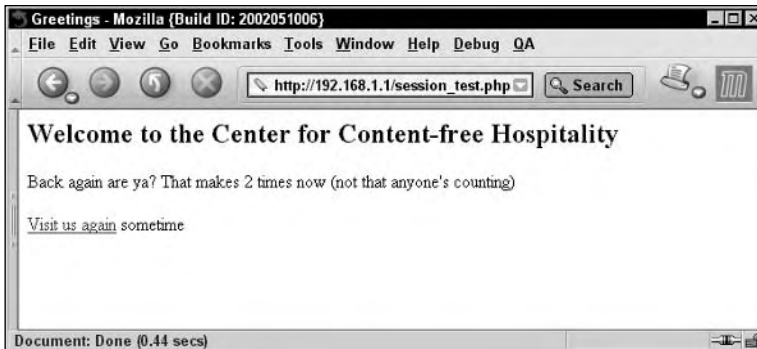 Greetings - Mozilla {Build ID: 2002051006}
File Edit View Go Bookmarks Tools Window Help Debug QA
http://192.168.1.1/session_test.php Search
Welcome to the Center for Content-free Hospitality
Back again are ya? That makes 2 times now (not that anyone's counting)
Visit us again sometime
Document: Done (0.44 secs)